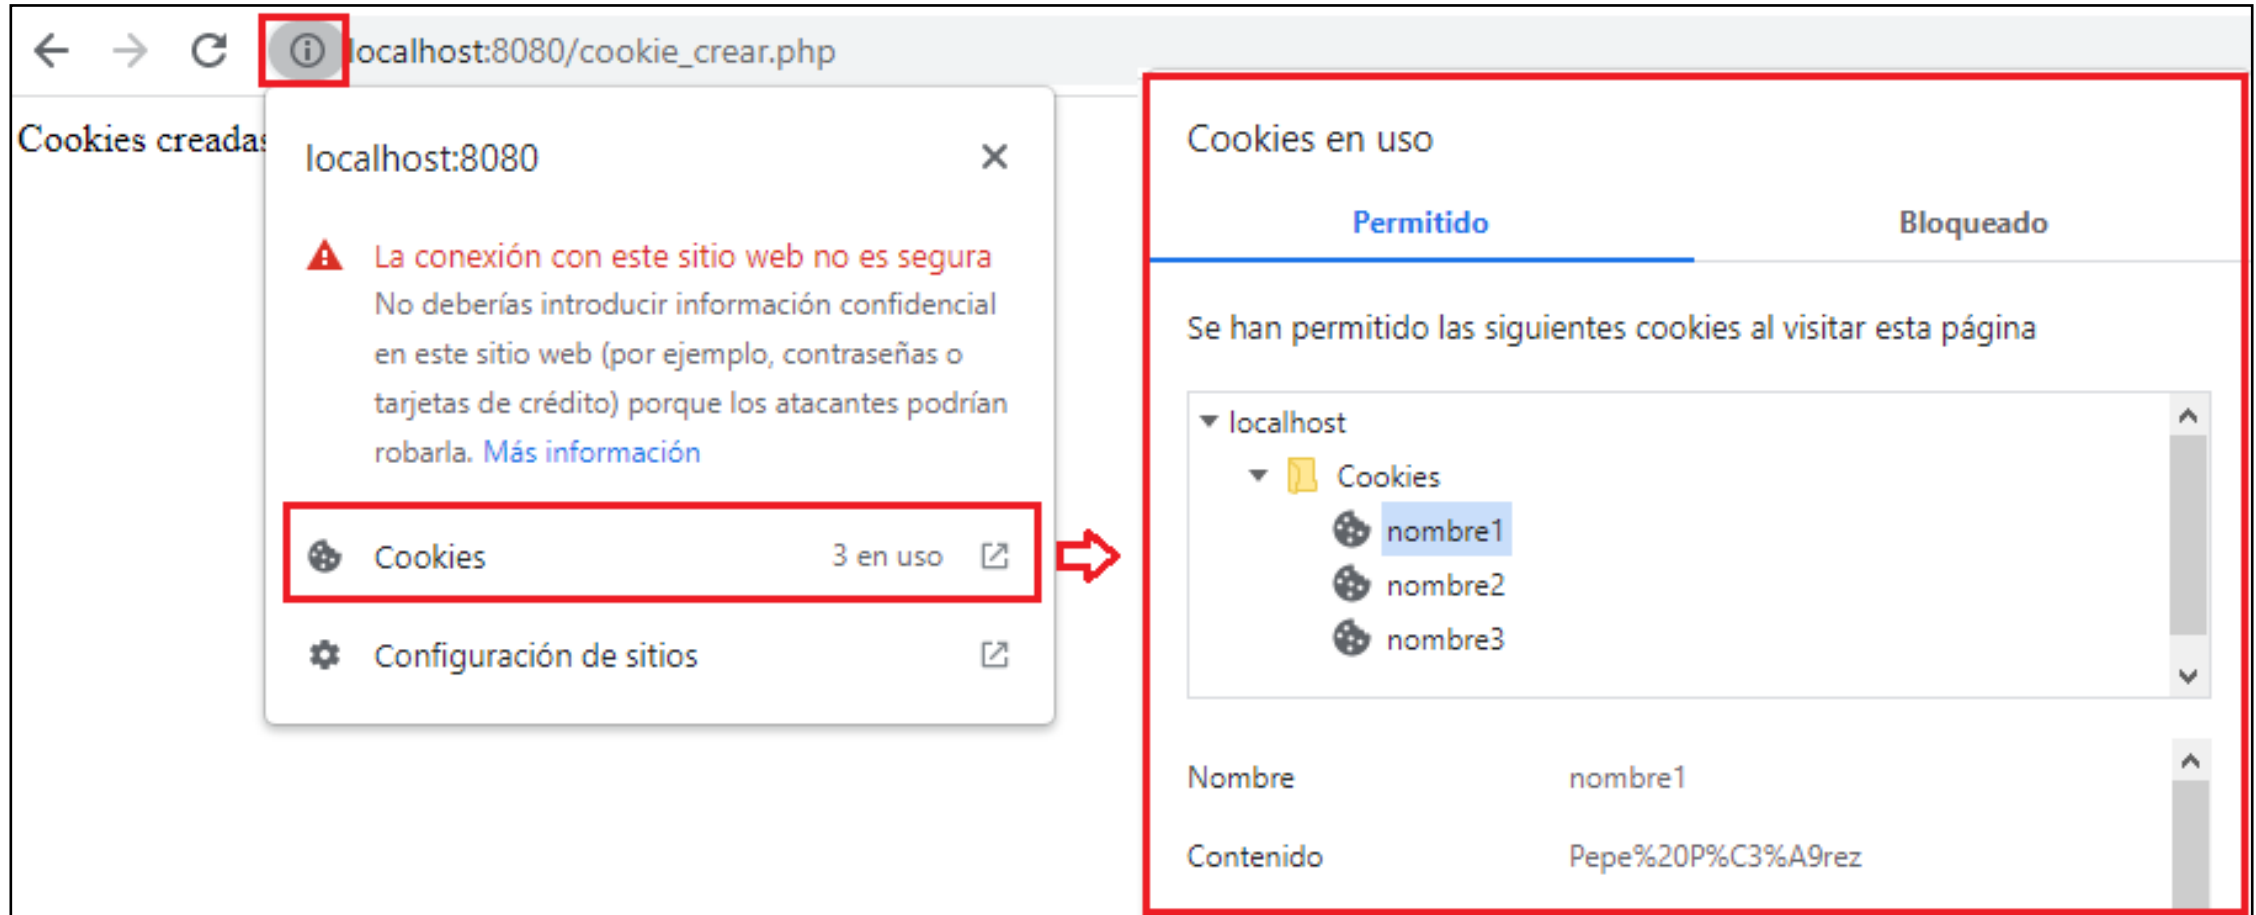 localhost:8080/cookie_crear.php
Cookies creadas
localhost:8080
La conexión con este sitio web no es segura
No deberías introducir información confidencial
en este sitio web (por ejemplo, contraseñas o
tarjetas de crédito) porque los atacantes podrían
robarla. Más información
Cookies 3 en uso
Configuración de sitios
Cookies en uso
Permitido Bloqueado
Se han permitido las siguientes cookies al visitar esta página
localhost
Cookies
nombre1
nombre2
nombre3
Nombre nombre1
Contenido Pepe%20P%C3%A9rez